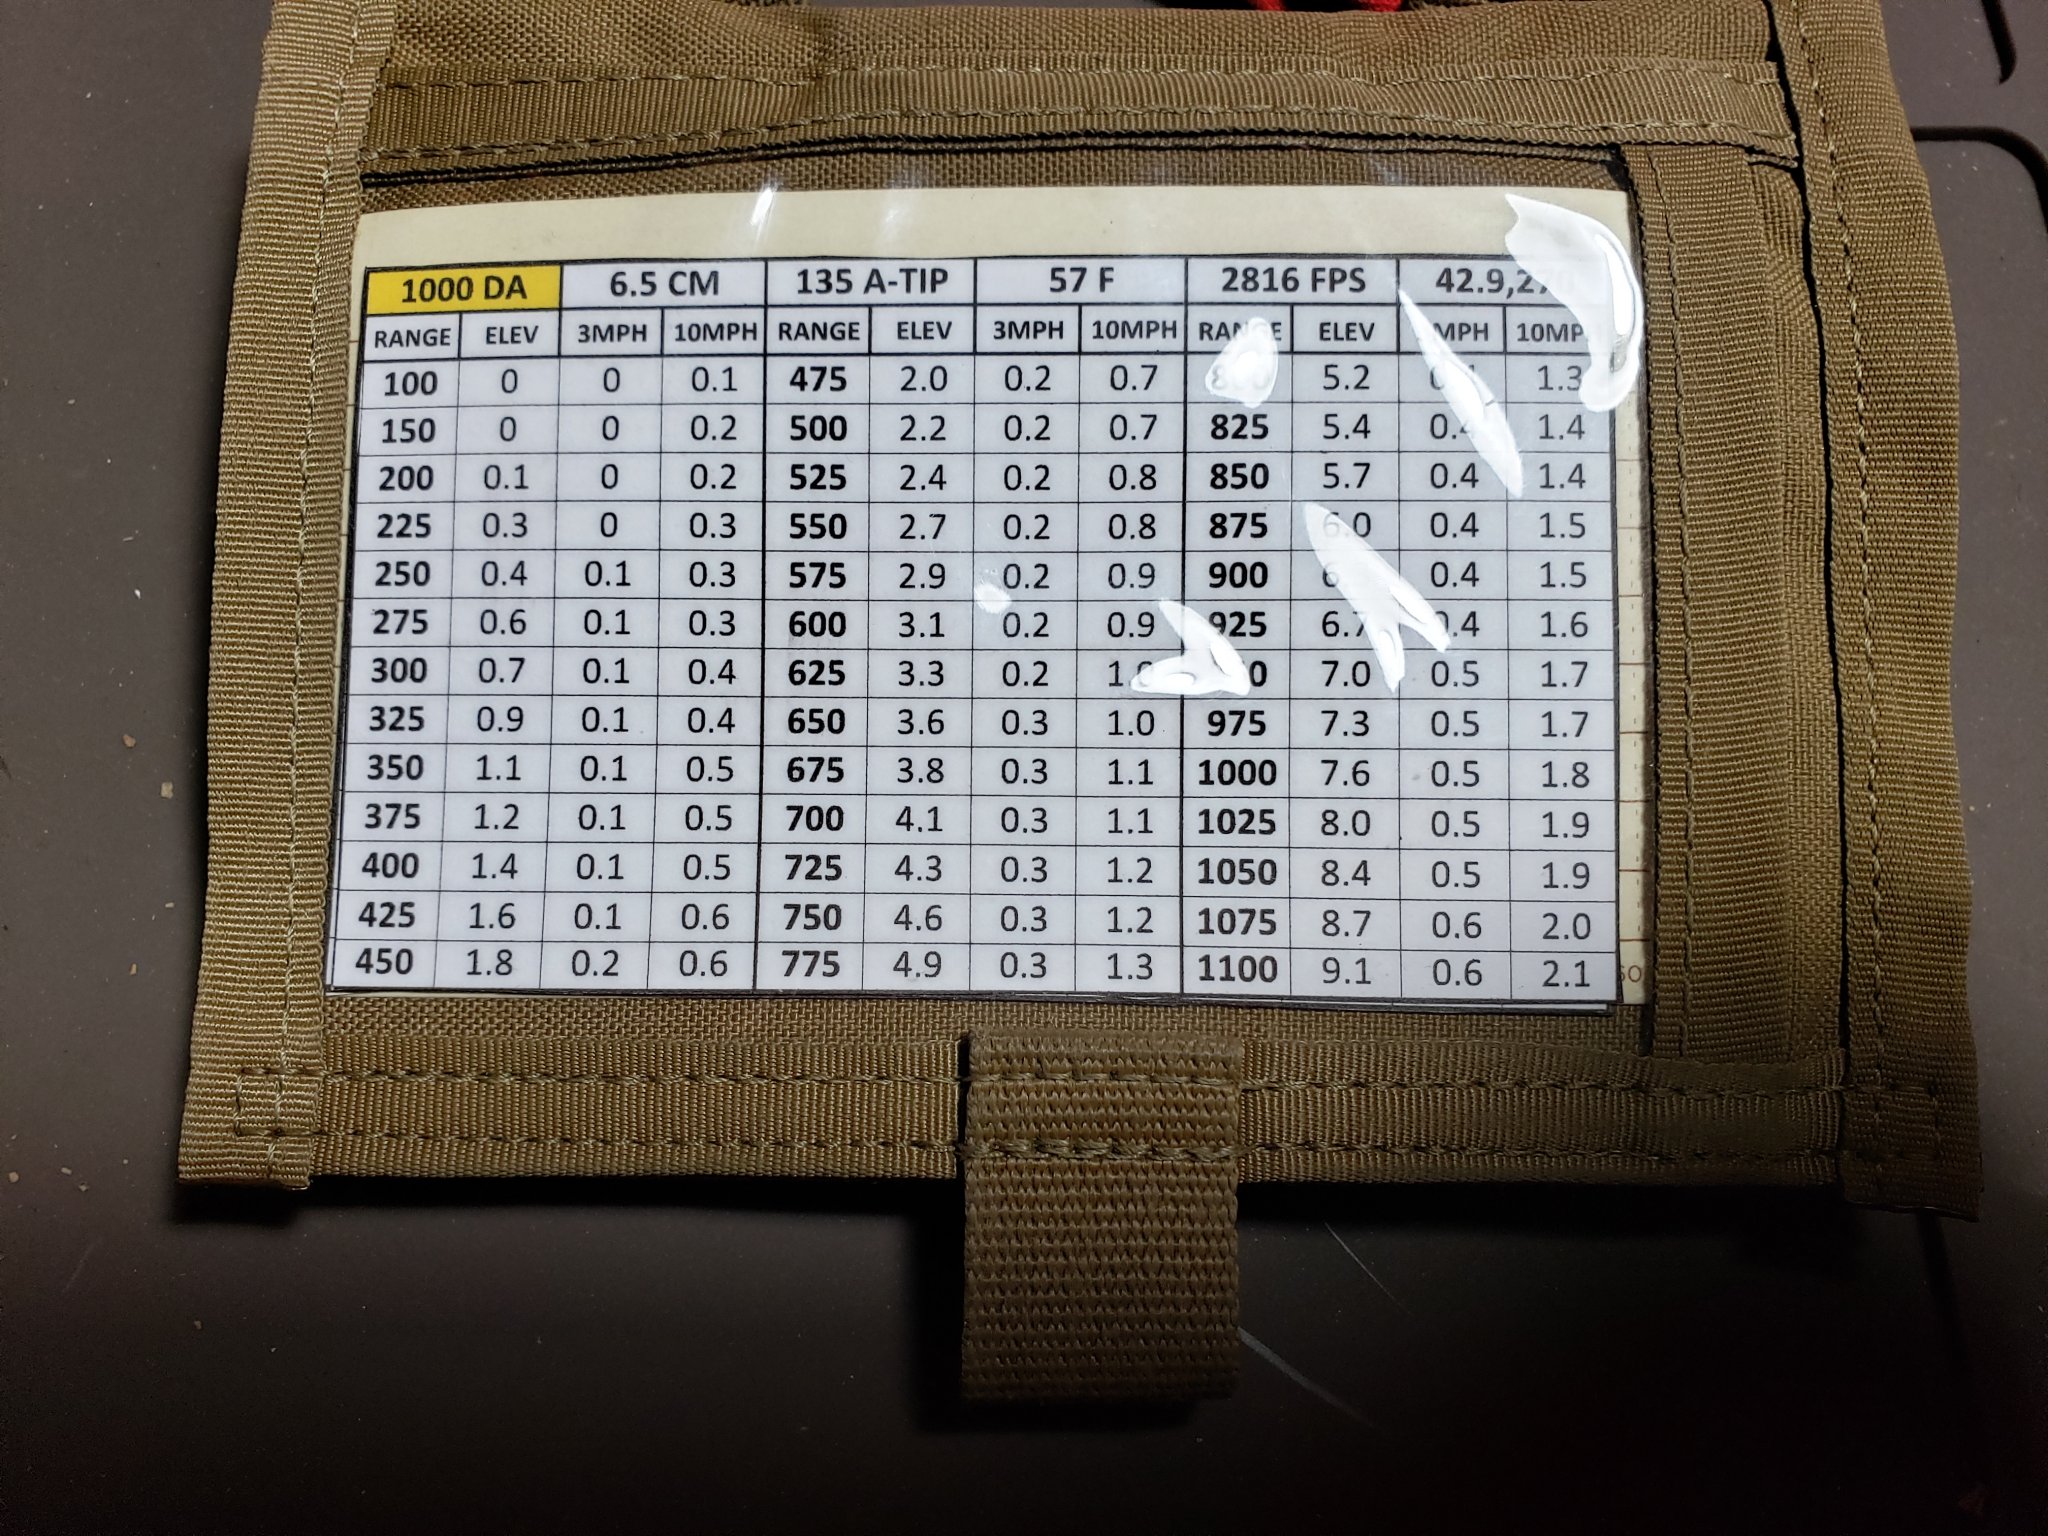 1000 DA 6.5 CM 135 A-TIP 57 F 2816 FPS
RANGE ELEV 3MPH 10MPH RANGE ELEV 3MPH 10MPH RANGE ELEV
100 0 0 0.1 475 2.0 0.2 0.7 5.2 1.3
150 0 0 0.2 500 2.2 0.2 0.7 825 5.4 1.4
200 0.1 0 0.2 525 2.4 0.2 0.8 850 5.7 0.4 1.4
225 0.3 0 0.3 550 2.7 0.2 0.8 875 6.0 0.4 1.5
250 0.4 0.1 0.3 575 2.9 0.2 0.9 900 0.4 1.5
275 0.6 0.1 0.3 600 3.1 0.2 0.9 925 6.7 1.6
300 0.7 0.1 0.4 625 3.3 0.2 7.0 0.5 1.7
325 0.9 0.1 0.4 650 3.6 0.3 1.0 975 7.3 0.5 1.7
350 1.1 0.1 0.5 675 3.8 0.3 1.1 1000 7.6 0.5 1.8
375 1.2 0.1 0.5 700 4.1 0.3 1.1 1025 8.0 0.5 1.9
400 1.4 0.1 0.5 725 4.3 0.3 1.2 1050 8.4 0.5 1.9
425 1.6 0.1 0.6 750 4.6 0.3 1.2 1075 8.7 0.6 2.0
450 1.8 0.2 0.6 775 4.9 0.3 1.3 1100 9.1 0.6 2.1